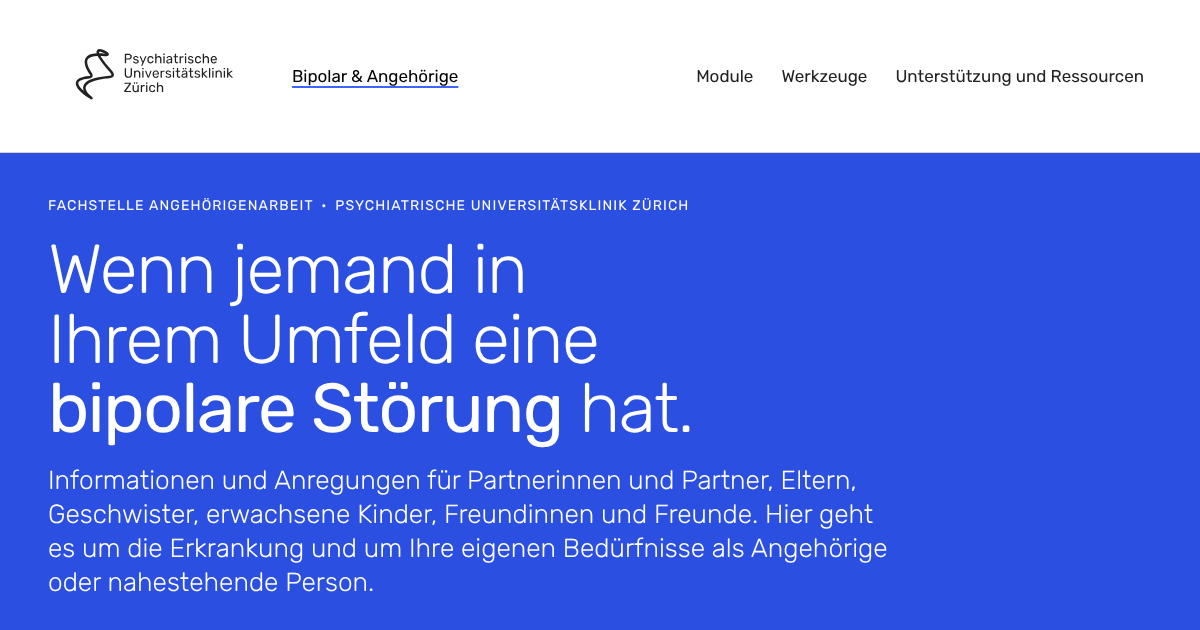 Psychiatrische
Universitätsklinik
Zürich
Bipolar & Angehörige
Module
Werkzeuge
Unterstützung und Ressourcen
FACHSTELLE ANGEHÖRIGENARBEIT • PSYCHIATRISCHE UNIVERSITÄTSKLINIK ZÜRICH
Wenn jemand in
Ihrem Umfeld eine
bipolare Störung hat.
Informationen und Anregungen für Partnerinnen und Partner, Eltern,
Geschwister, erwachsene Kinder, Freundinnen und Freunde. Hier geht
es um die Erkrankung und um Ihre eigenen Bedürfnisse als Angehörige
oder nahestehende Person.